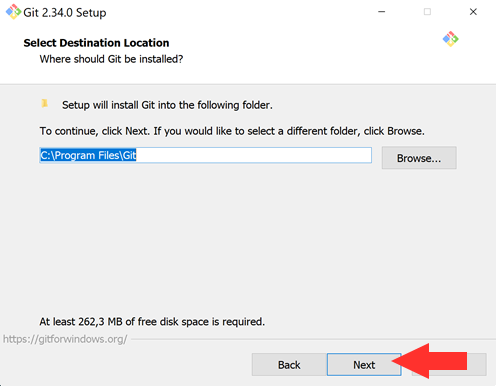 Git 2.34.0 Setup
Select Destination Location
Where should Git be installed?
Setup will install Git into the following folder.
To continue, click Next. If you would like to select a different folder, click Browse.
C:\Program Files\Git
Browse...
At least 262,3 MB of free disk space is required.
https://gitforwindows.org/
Back
Next